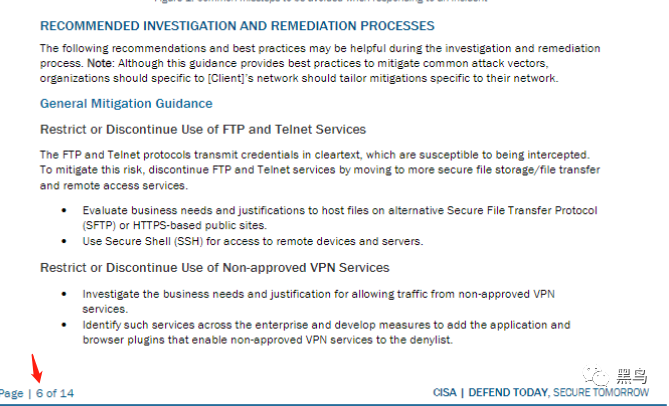 RECOMMENDED INVESTIGATION AND REMEDIATION PROCESSES
The following recommendations and best practices may be helpful during the investigation and remediation
process. Note: Although this guidance provides best practices to mitigate common attack vectors,
organizations should specific to [Client]'s network should tailor mitigations specific to their network.
General Mitigation Guidance
Restrict or Discontinue Use of FTP and Telnet Services
The FTP and Telnet protocols transmit credentials in cleartext, which are susceptible to being intercepted.
To mitigate this risk, discontinue FTP and Telnet services by moving to more secure file storage/file transfer
and remote access services.
• Evaluate business needs and justifications to host files on alternative Secure File Transfer Protocol
(SFTP) or HTTPS-based public sites.
• Use Secure Shell (SSH) for access to remote devices and servers.
Restrict or Discontinue Use of Non-approved VPN Services
• Investigate the business needs and justification for allowing traffic from non-approved VPN
services.
• Identify such services across the enterprise and develop measures to add the application and
browser plugins that enable non-approved VPN services to the denylist.
黑鸟
Page | 6 of 14 CISA | DEFEND TODAY, SECURE TOMORROW